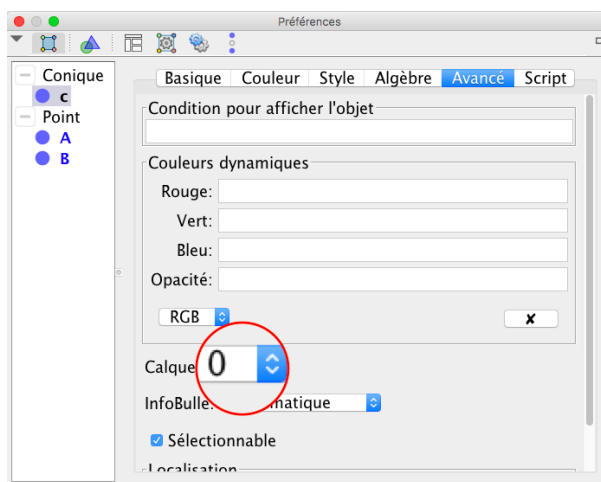 Préférences
Conique
c
Point
A
B
Basique Couleur Style Algèbre Avancé Script
Condition pour afficher l'objet
Couleurs dynamiques
Rouge:
Vert:
Bleu:
Opacité:
RGB ✘
Calque 0
InfoBulle: matique
Sélectionnable
Localisation